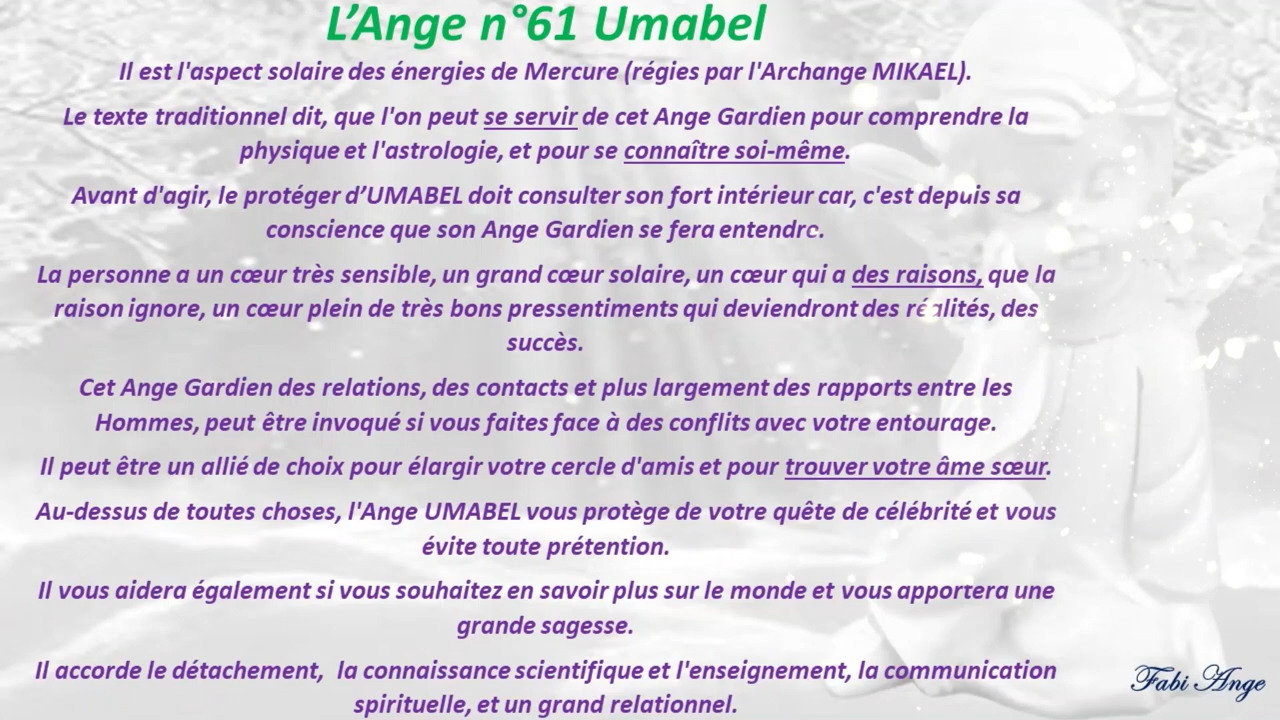 L’Ange n°61 Umabel
Il est l'aspect solaire des énergies de Mercure (régies par l'Archange MIKAEL).
Le texte traditionnel dit, que l'on peut se servir de cet Ange Gardien pour comprendre la
physique et l'astrologie, et pour se connaître soi-même.
Avant d'agir, le protéger d’UMABEL doit consulter son fort intérieur car, c'est depuis sa
conscience que son Ange Gardien se fera entendre.
La personne a un cœur très sensible, un grand cœur solaire, un cœur qui a des raisons, que la
raison ignore, un cœur plein de très bons pressentiments qui deviendront des réalités, des
succès.
Cet Ange Gardien des relations, des contacts et plus largement des rapports entre les
Hommes, peut être invoqué si vous faites face à des conflits avec votre entourage.
Il peut être un allié de choix pour élargir votre cercle d'amis et pour trouver votre âme sœur.
Au-dessus de toutes choses, l'Ange UMABEL vous protège de votre quête de célébrité et vous
évite toute prétention.
Il vous aidera également si vous souhaitez en savoir plus sur le monde et vous apportera une
grande sagesse.
Il accorde le détachement, la connaissance scientifique et l'enseignement, la communication
spirituelle, et un grand relationnel.
Fabi Ange